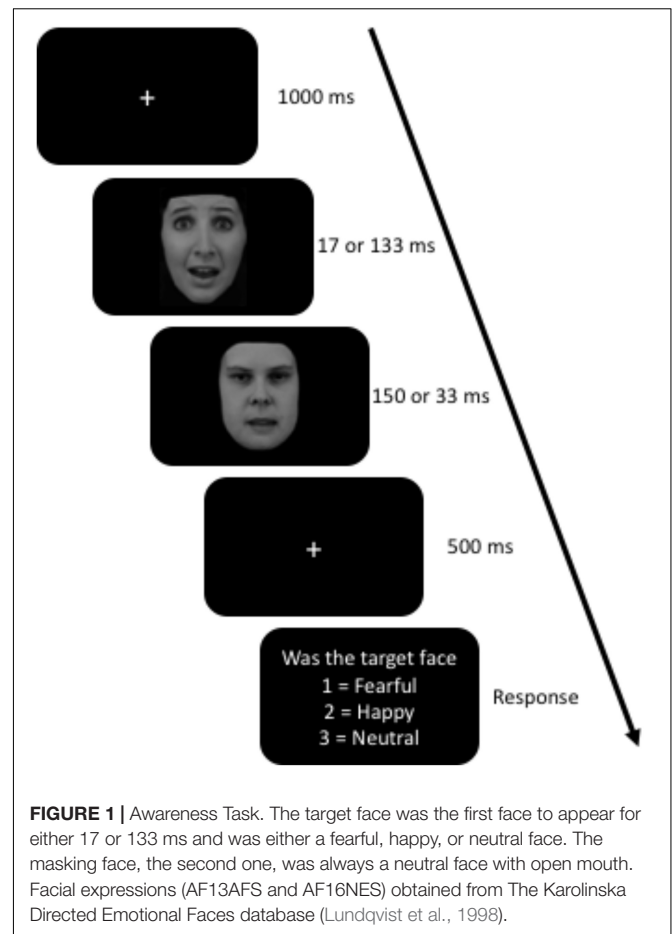 +
1000 ms
17 or 133 ms
150 or 33 ms
+
500 ms
Was the target face
1 = Fearful
2 = Happy
3 = Neutral
Response
FIGURE 1 | Awareness Task. The target face was the first face to appear for
either 17 or 133 ms and was either a fearful, happy, or neutral face. The
masking face, the second one, was always a neutral face with open mouth.
Facial expressions (AF13AFS and AF16NES) obtained from The Karolinska
Directed Emotional Faces database (Lundqvist et al., 1998).